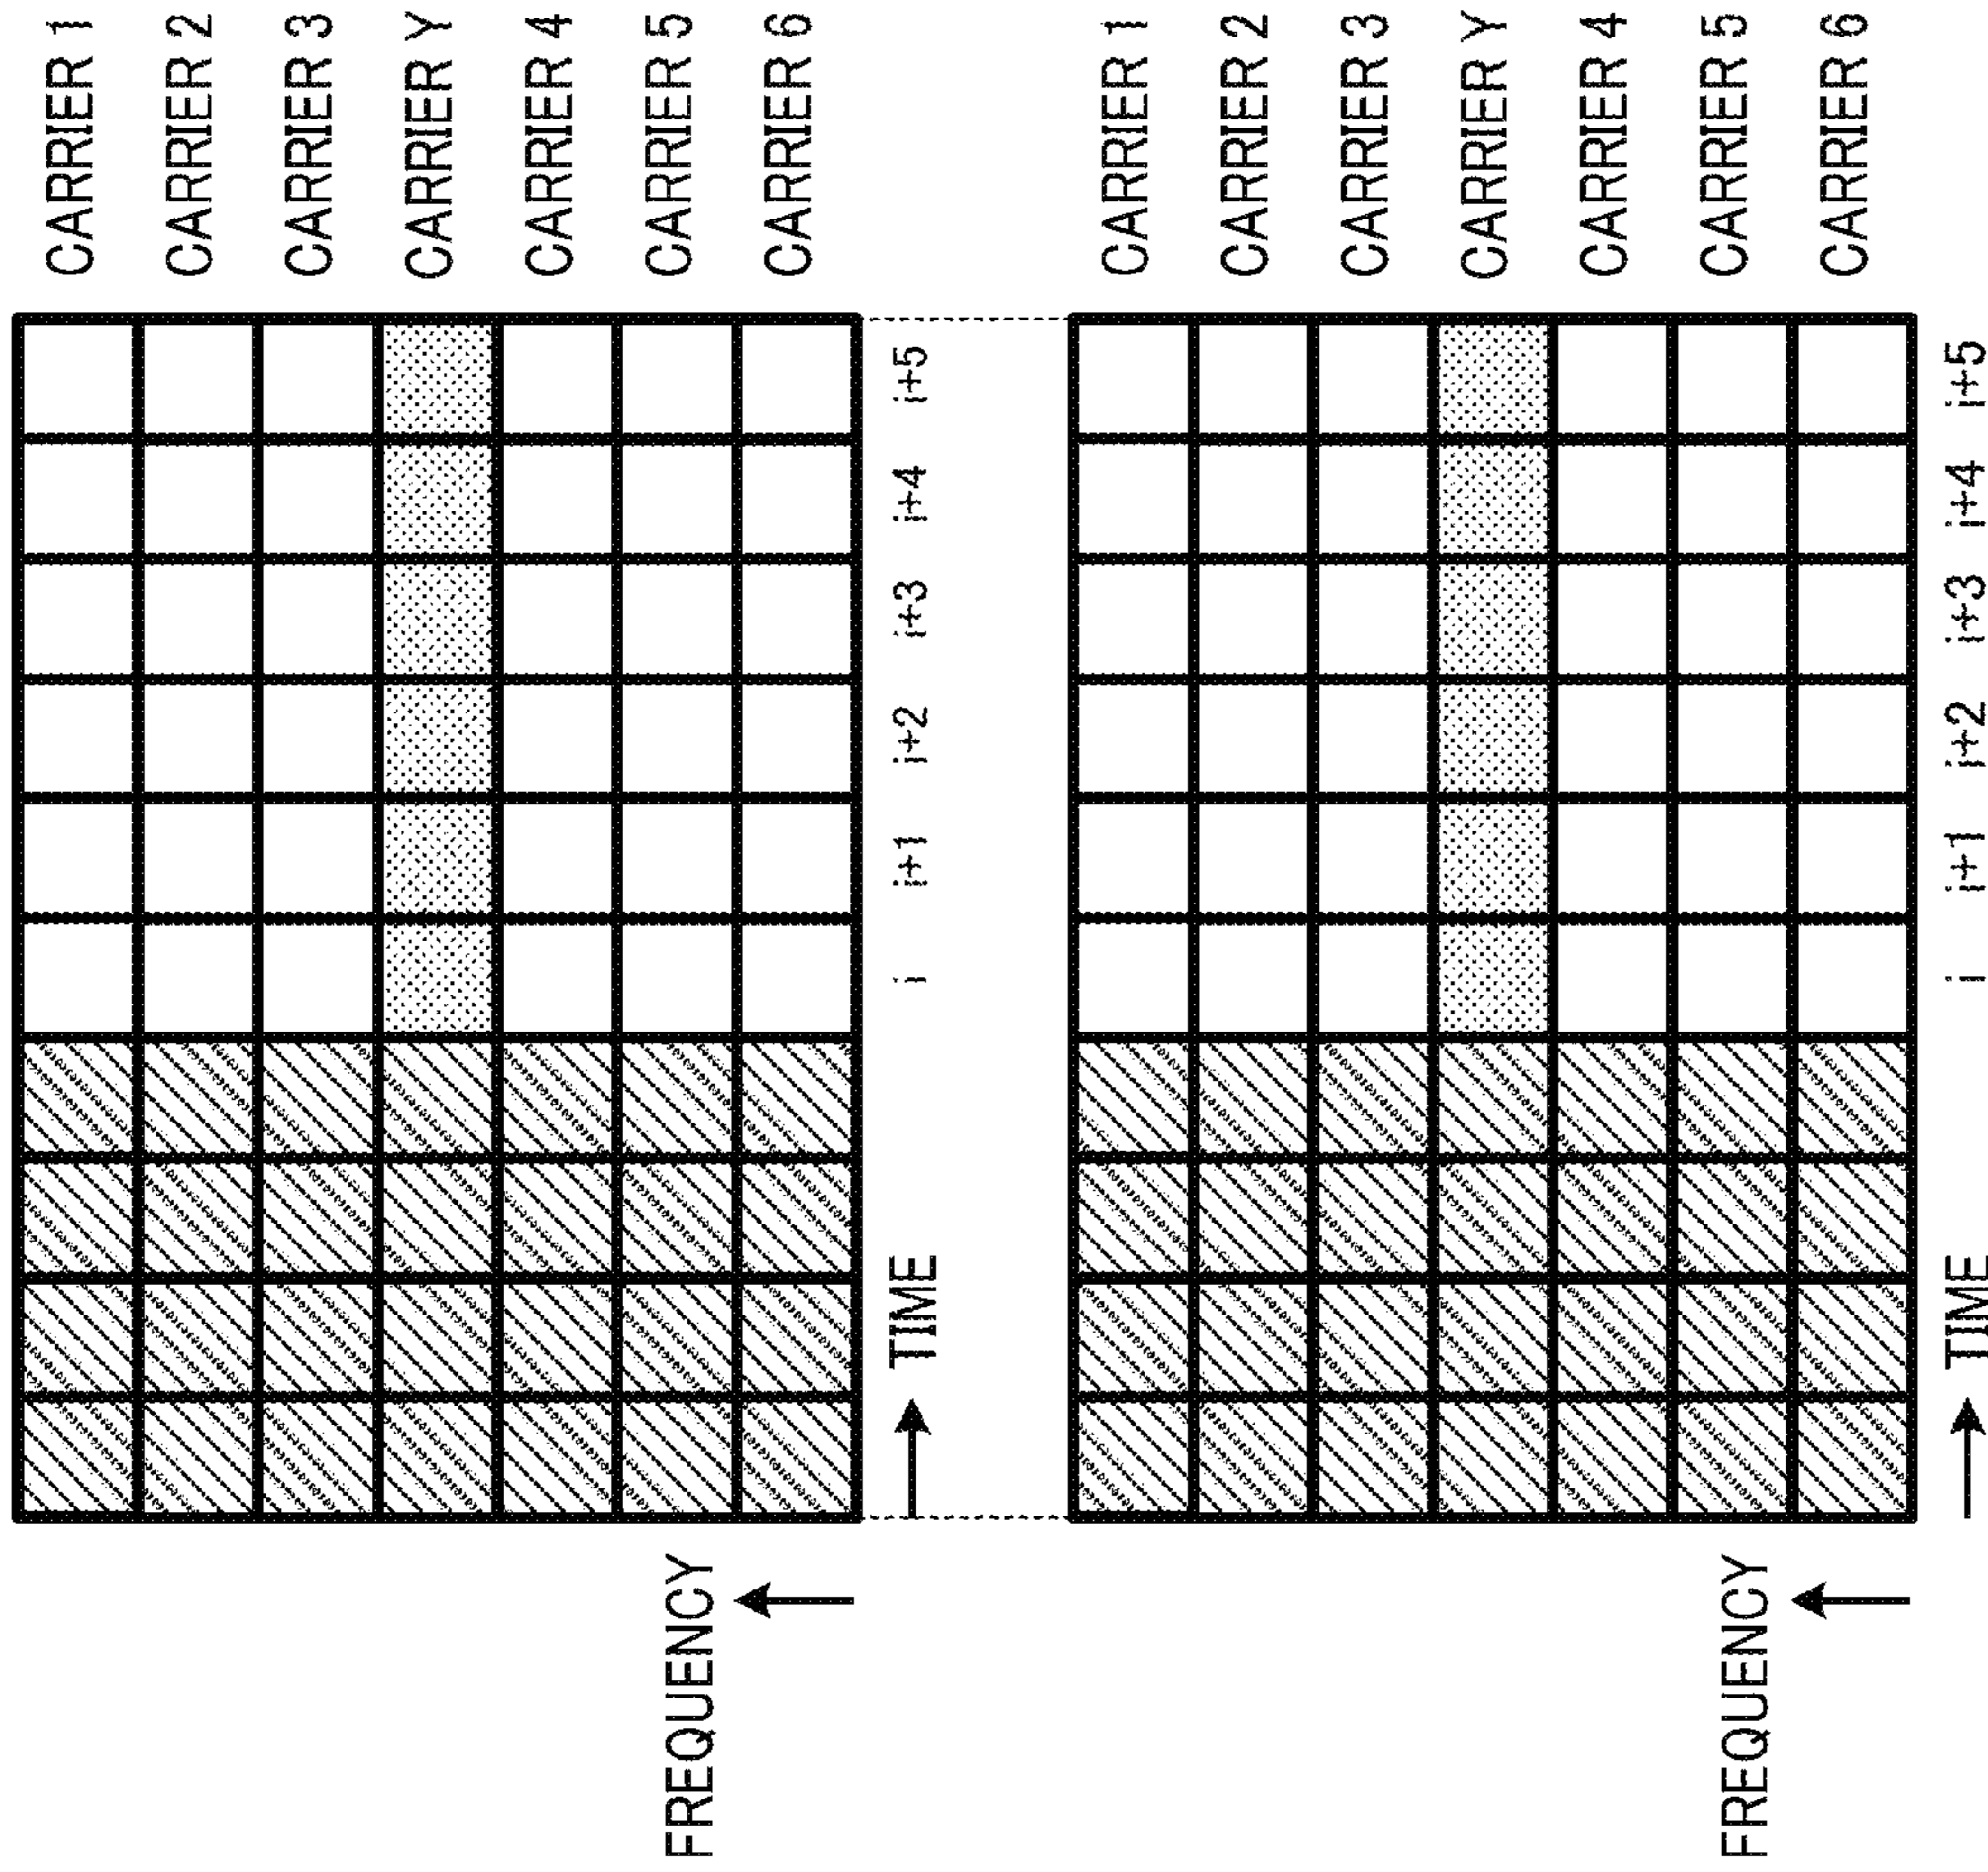 CARRIER 1
CARRIER 2
CARRIER 3
CARRIER Y
CARRIER 4
CARRIER 5
CARRIER 6
i
i+1
i+2
i+3
i+4
i+5
TIME
FREQUENCY
CARRIER 1
CARRIER 2
CARRIER 3
CARRIER Y
CARRIER 4
CARRIER 5
CARRIER 6
i
i+1
i+2
i+3
i+4
i+5
TIME
FREQUENCY